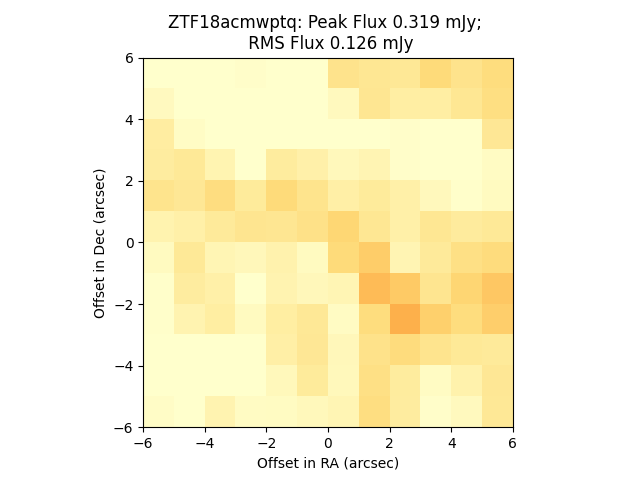 ZTF18acmwptq: Peak Flux 0.319 mJy;
RMS Flux 0.126 mJy
6
4
2
0
−2
−4
−6
Offset in Dec (arcsec)
−6 −4 −2 0 2 4 6
Offset in RA (arcsec)